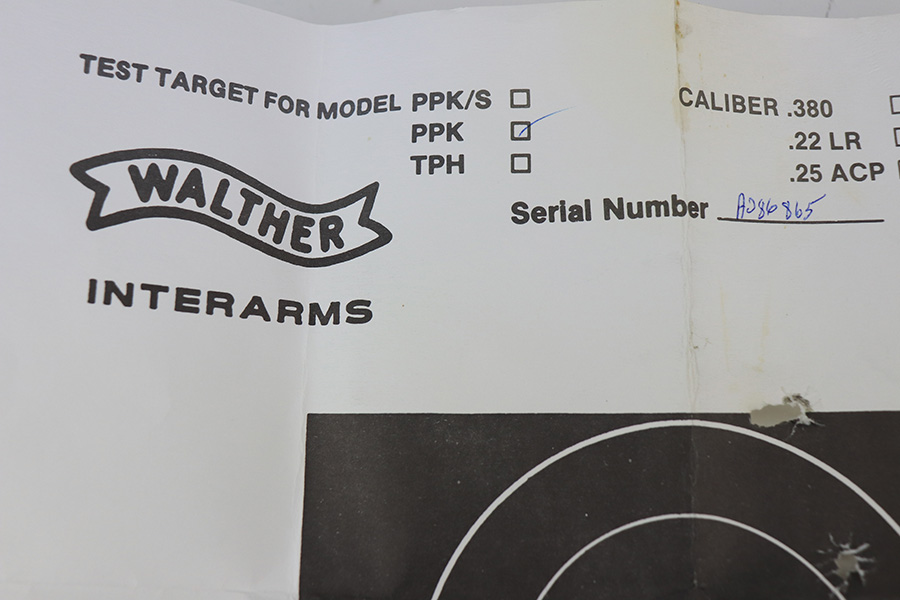 TEST TARGET FOR MODEL PPK/S
PPK
TPH
CALIBER .380
.22 LR
.25 ACP
Serial Number A086865
WALTHER
INTERARMS